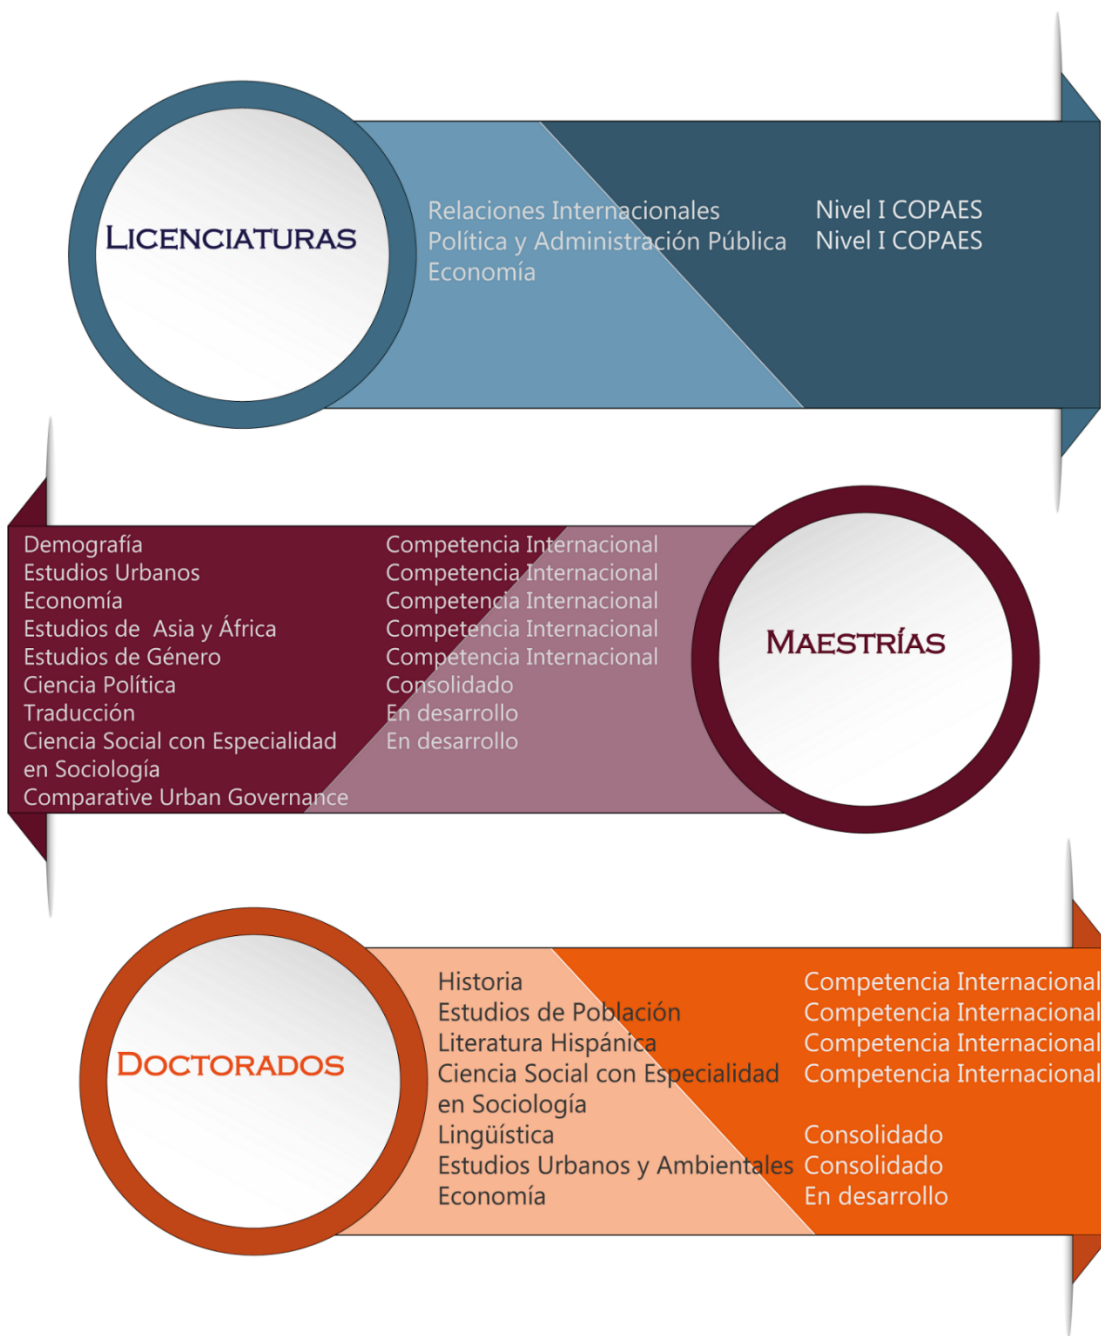 LICENCIATURAS
Relaciones Internacionales Nivel I COPAES
Política y Administración Pública Nivel I COPAES
Economía
Demografía Competencia Internacional
Estudios Urbanos Competencia Internacional
Economía Competencia Internacional
Estudios de Asia y África Competencia Internacional
Estudios de Género Competencia Internacional
Ciencia Política Consolidado
Traducción En desarrollo
Ciencia Social con Especialidad En desarrollo
en Sociología
Comparative Urban Governance
MAESTRÍAS
DOCTORADOS
Historia Competencia Internacional
Estudios de Población Competencia Internacional
Literatura Hispánica Competencia Internacional
Ciencia Social con Especialidad Competencia Internacional
en Sociología
Lingüística Consolidado
Estudios Urbanos y Ambientales Consolidado
Economía En desarrollo